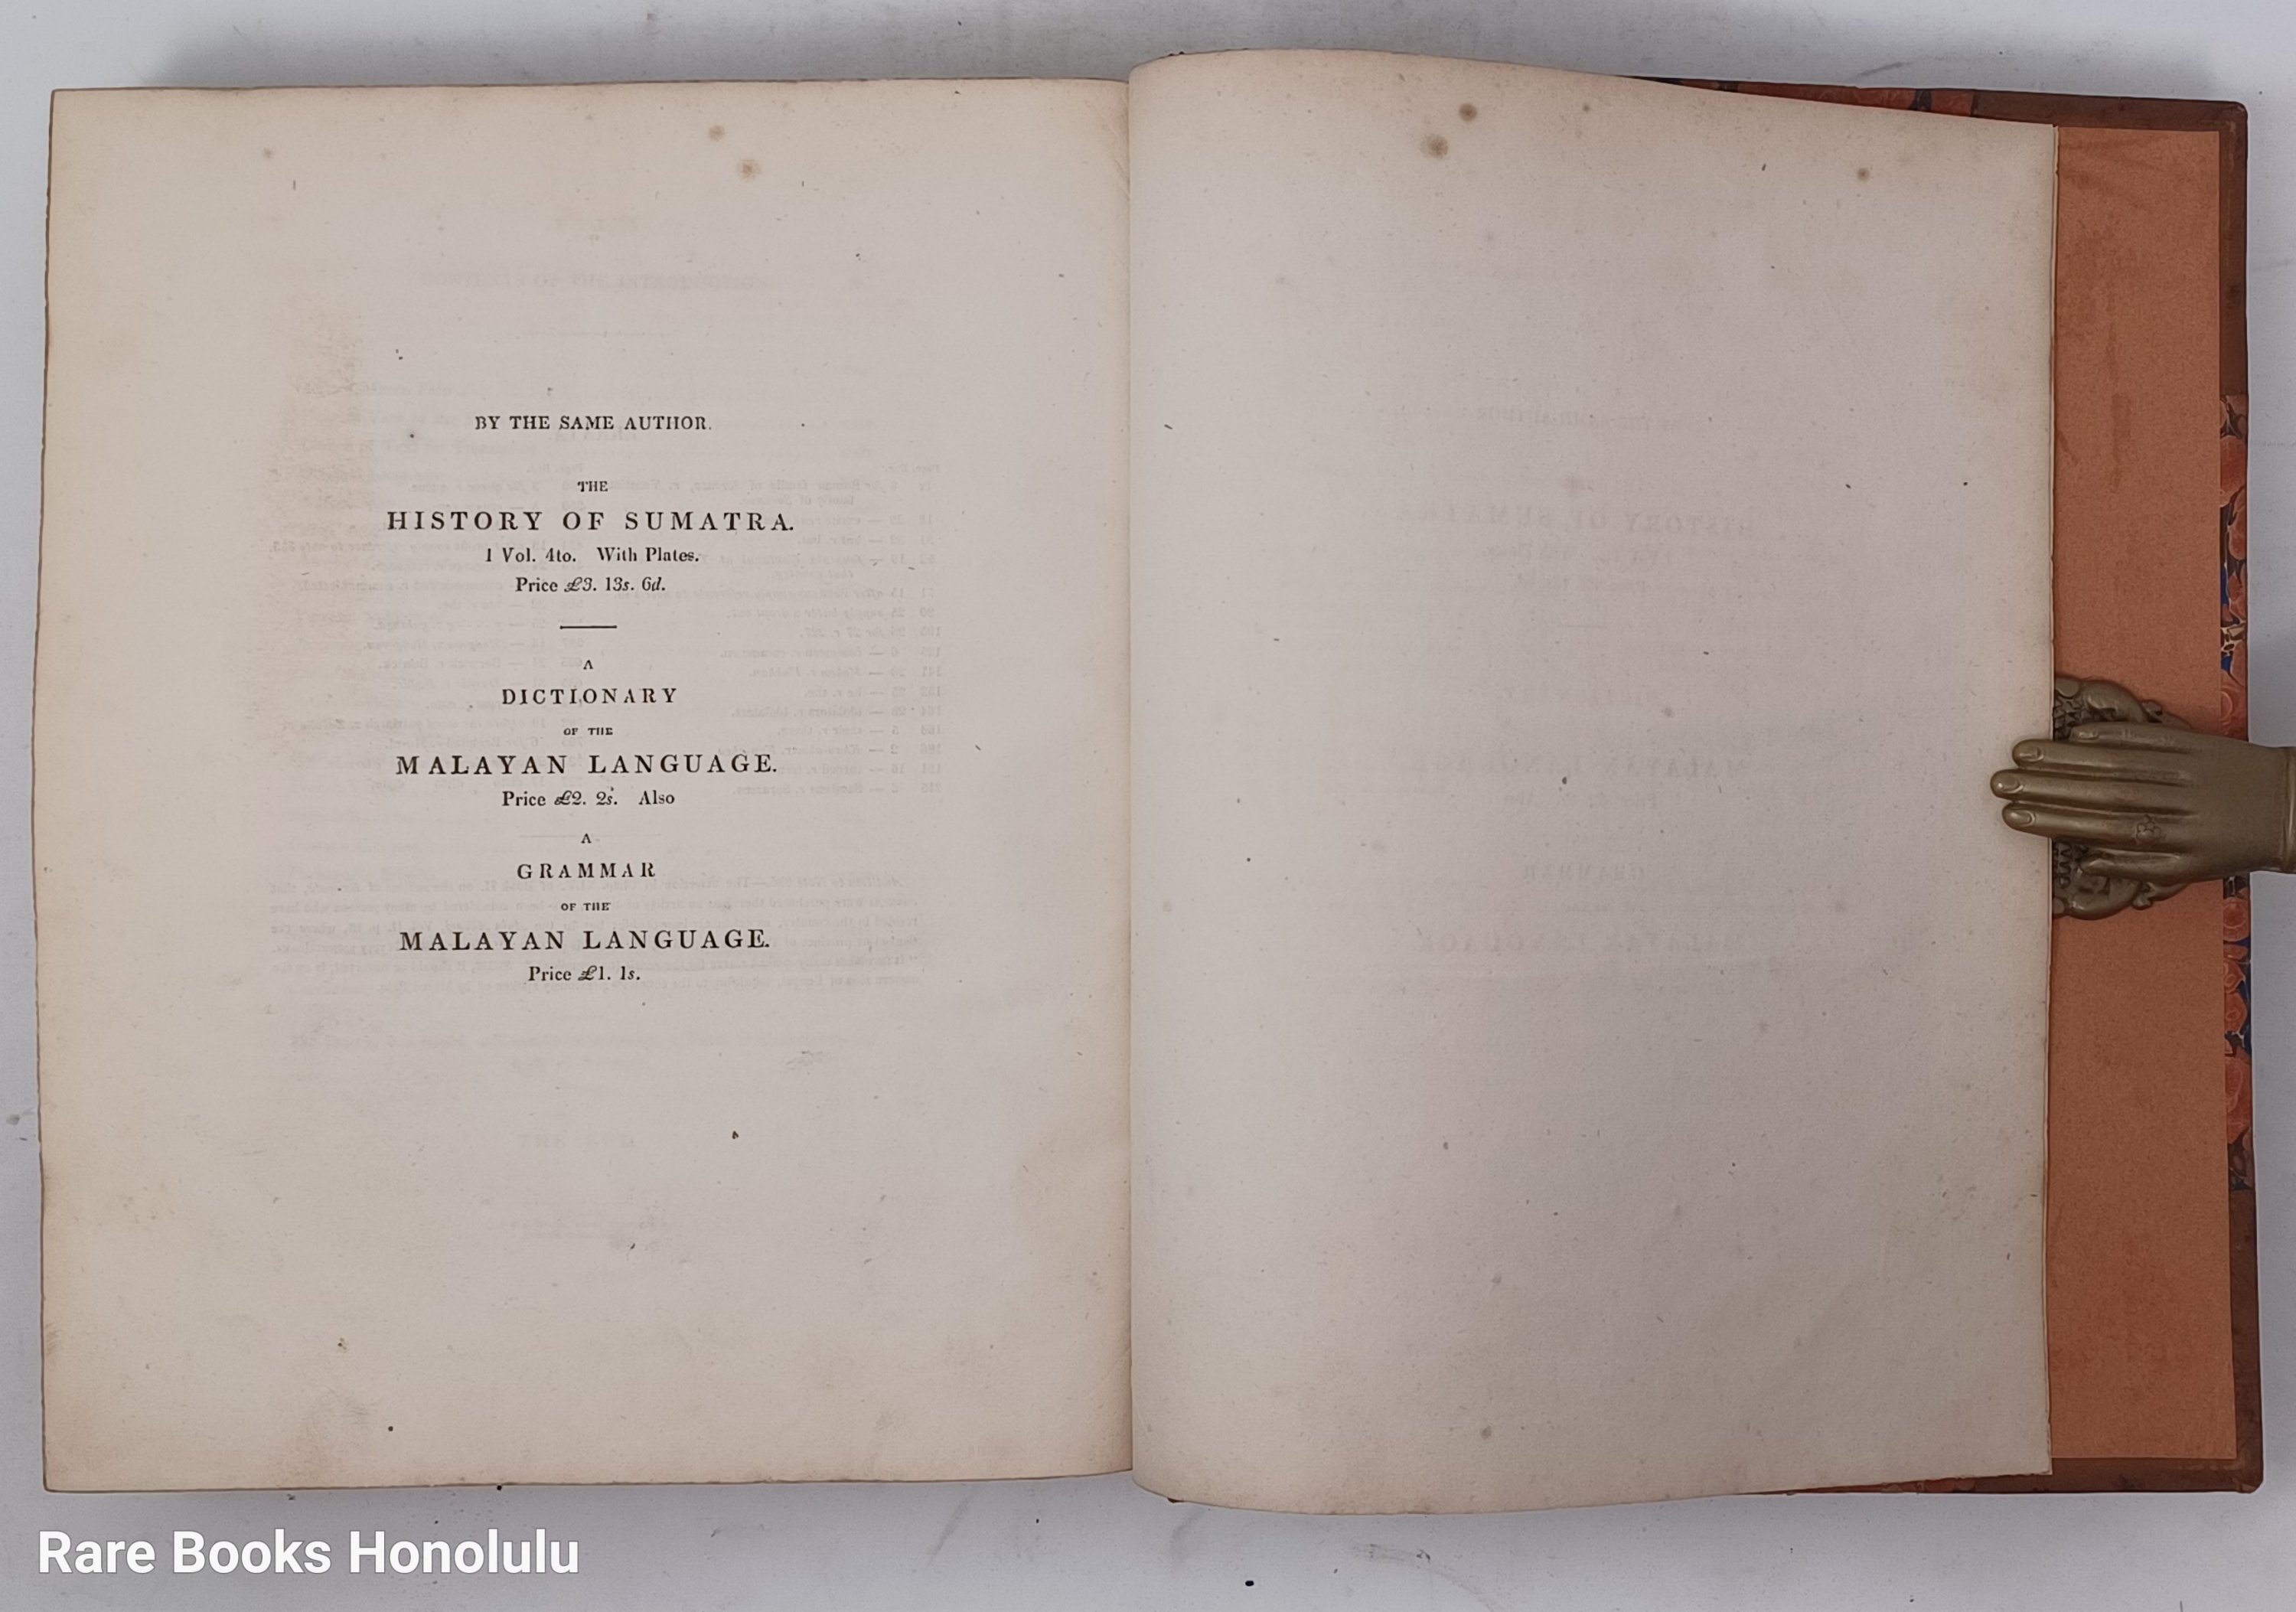 BY THE SAME AUTHOR.
THE
HISTORY OF SUMATRA.
1 Vol. 4to. With Plates.
Price £3. 13s. 6d.
A
DICTIONARY
OF THE
MALAYAN LANGUAGE.
Price £2. 2s. Also
A
GRAMMAR
OF THE
MALAYAN LANGUAGE.
Price £1. 1s.
Rare Books Honolulu